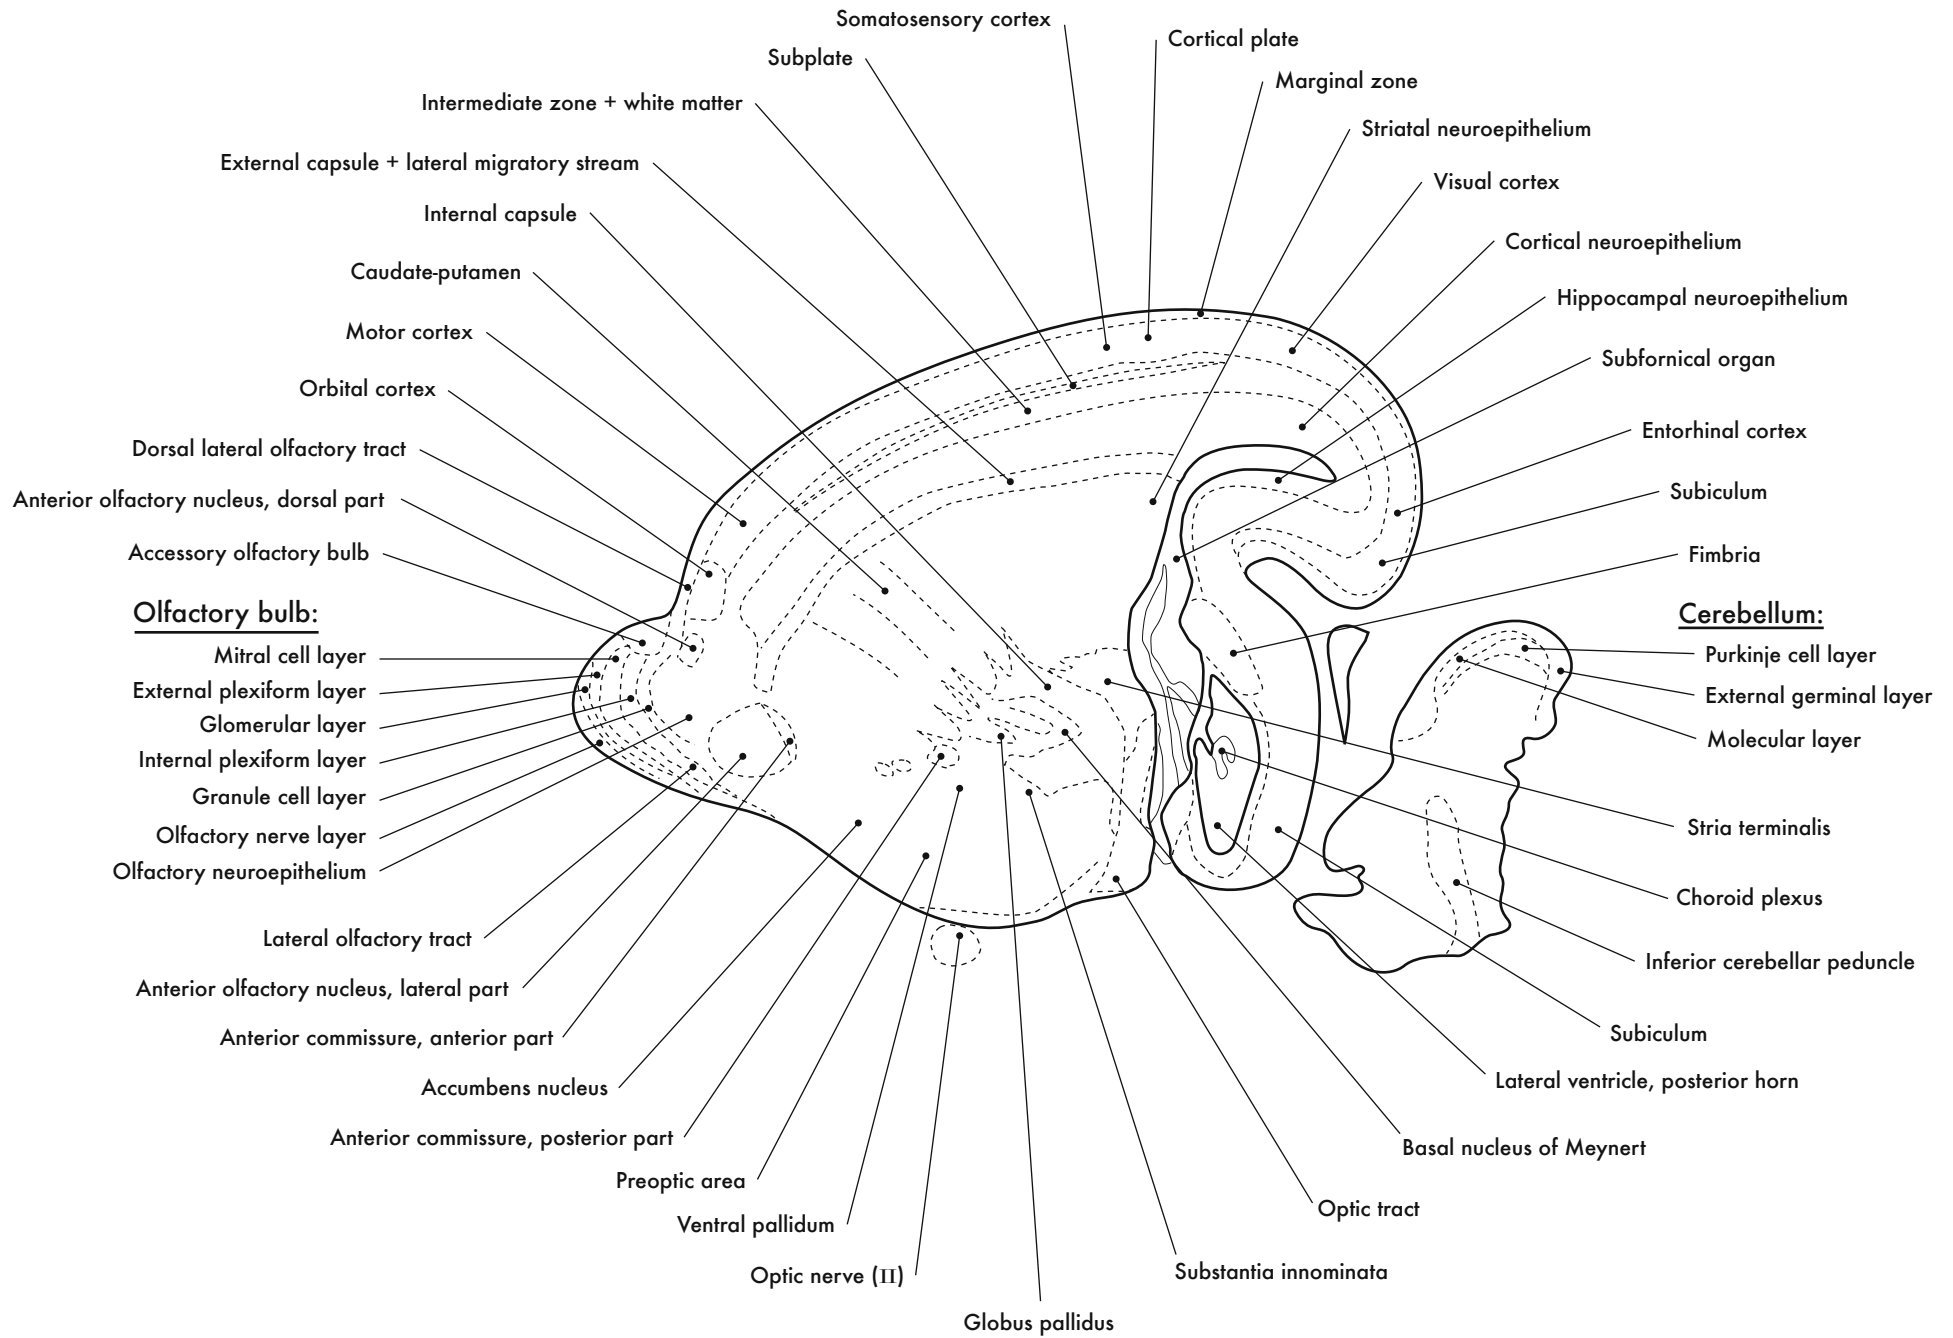 Somatosensory cortex
Cortical plate
Subplate
Marginal zone
Intermediate zone + white matter
Striatal neuroepithelium
External capsule + lateral migratory stream
Visual cortex
Internal capsule
Cortical neuroepithelium
Caudate-putamen
Hippocampal neuroepithelium
Motor cortex
Subfornical organ
Orbital cortex
Entorhinal cortex
Dorsal lateral olfactory tract
Subiculum
Anterior olfactory nucleus, dorsal part
Accessory olfactory bulb
Fimbria
Olfactory bulb:
Mitral cell layer
External plexiform layer
Glomerular layer
Internal plexiform layer
Granule cell layer
Olfactory nerve layer
Olfactory neuroepithelium
Cerebellum:
Purkinje cell layer
External germinal layer
Molecular layer
Stria terminalis
Choroid plexus
Lateral olfactory tract
Inferior cerebellar peduncle
Anterior olfactory nucleus, lateral part
Anterior commissure, anterior part
Subiculum
Accumbens nucleus
Lateral ventricle, posterior horn
Anterior commissure, posterior part
Basal nucleus of Meynert
Preoptic area
Optic tract
Ventral pallidum
Optic nerve (II)
Substantia innominata
Globus pallidus